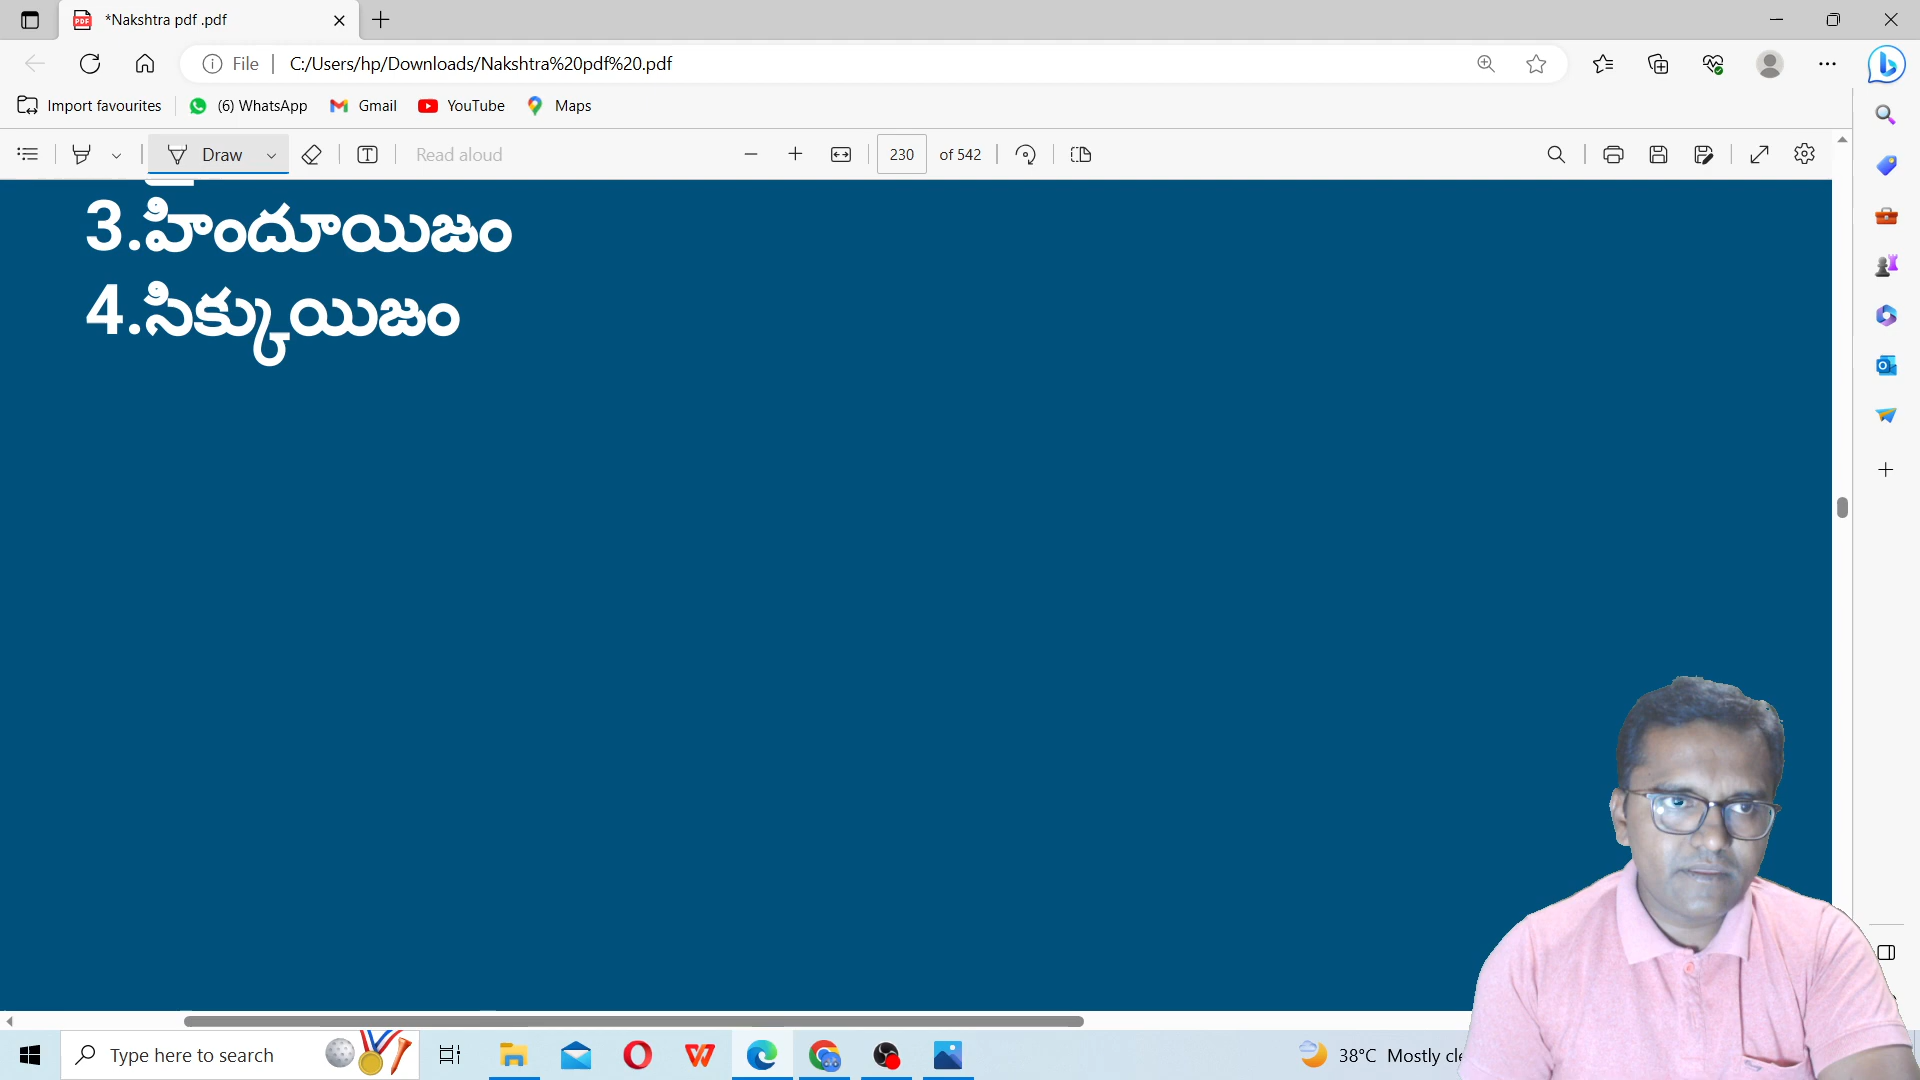 *Nakshtra pdf .pdf
File
C:/Users/hp/Downloads/Nakshtra%20pdf%20.pdf
Import favourites
(6) WhatsApp
Gmail
YouTube
Maps
Draw
Read aloud
230
of 542
3.హిందూయిజం
4.సిక్కుయిజం
Type here to search
38°C
Mostly cle